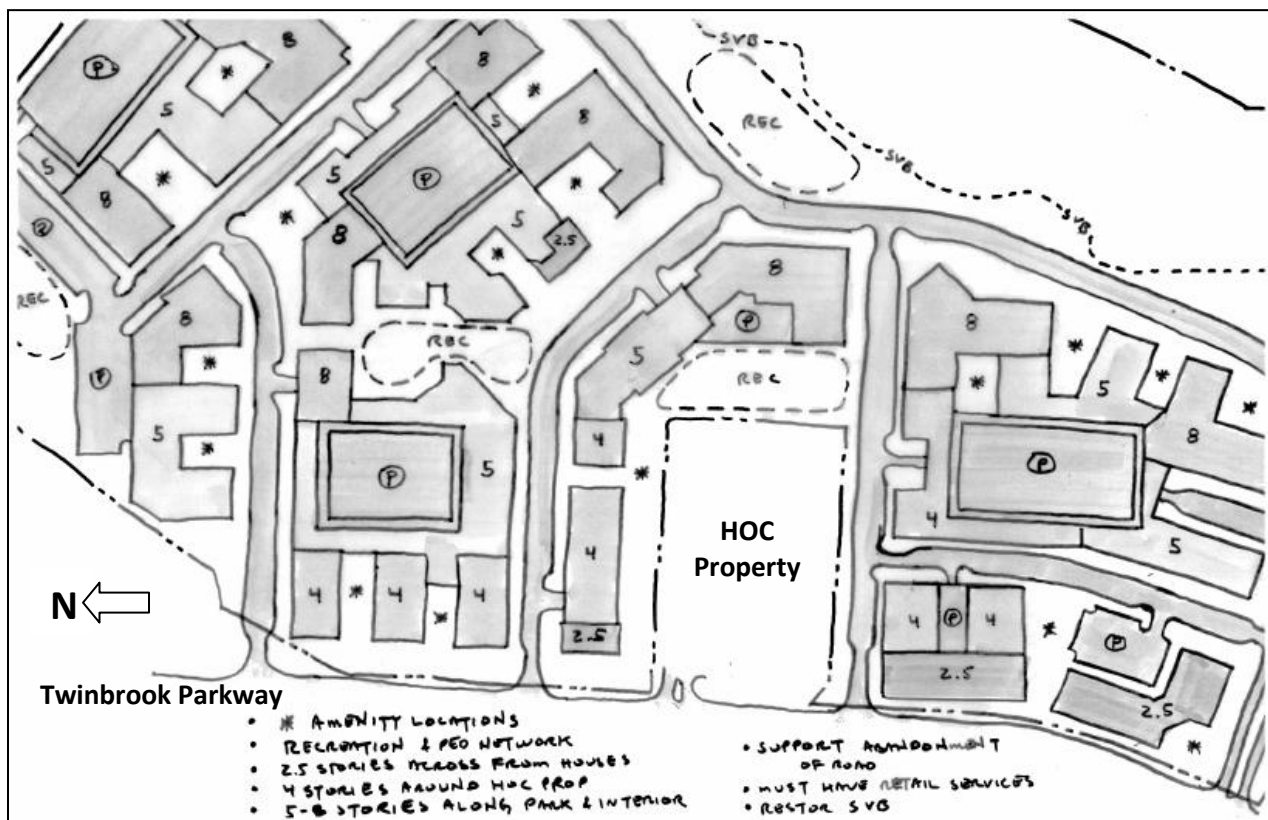 8
SVB
P
*
8
REC
5
*
8
5
SVB
P
5
5
*
*
8
*
SVB
*
5
2
8
5
2.5
8
*
REC
8
8
P
REC
8
*
P
*
5
*
8
5
REC
*
5
*
4
8
5
*
P
5
*
P
4
5
HOC
Property
4
N
4
*
4
4
*
4
P
4
*
P
2.5
2.5
2.5
*
Twinbrook Parkway
• * AMENITY LOCATIONS
• RECREATION & PED NETWORK
• 2.5 STORIES ACROSS FROM HOUSES
• 4 STORIES AROUND HOC PROP
• 5-8 STORIES ALONG PARK & INTERIOR
• SUPPORT ABANDONMENT
OF ROAD
• MUST HAVE RETAIL SERVICES
• RESTOR SVB